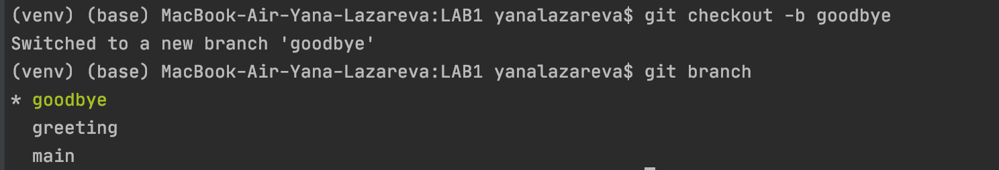 (venv) (base) MacBook-Air-Yana-Lazareva:LAB1 yanalazareva$ git checkout -b goodbye
Switched to a new branch 'goodbye'
(venv) (base) MacBook-Air-Yana-Lazareva:LAB1 yanalazareva$ git branch
* goodbye
  greeting
  main